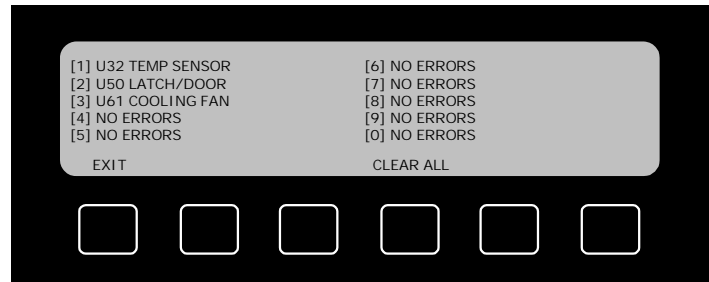 [1] U32 TEMP SENSOR [6] NO ERRORS
[2] U50 LATCH/DOOR [7] NO ERRORS
[3] U61 COOLING FAN [8] NO ERRORS
[4] NO ERRORS [9] NO ERRORS
[5] NO ERRORS [0] NO ERRORS
EXIT CLEAR ALL